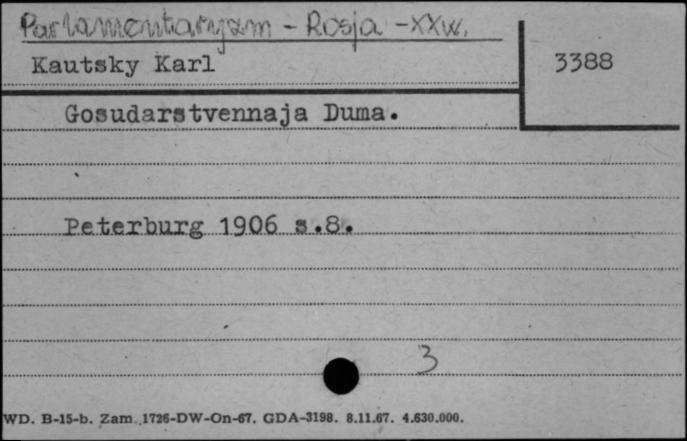 Parlamentaryzm - Rosja - XXw.
Kautsky Karl
3388
Gosudarstvennaja Duma.
Peterburg 1906 s.8.
3
WD. B-15-b. Zam. 1726-DW-On-67. GDA-3198. 8.11.67. 4.630.000.